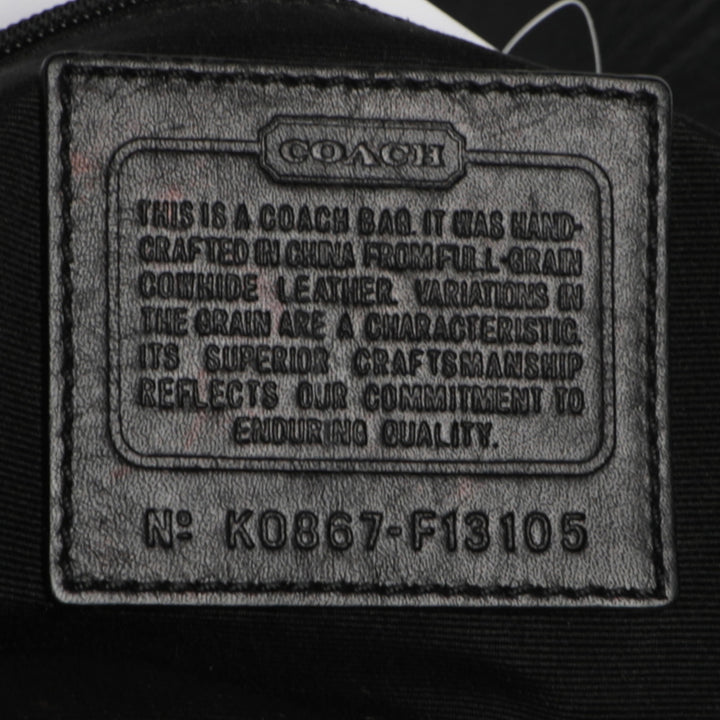 COACH
THIS IS A COACH BAG. IT WAS HAND-
CRAFTED IN CHINA FROM FULL-GRAIN
COWHIDE LEATHER. VARIATIONS IN
THE GRAIN ARE A CHARACTERISTIC.
ITS SUPERIOR CRAFTSMANSHIP
REFLECTS OUR COMMITMENT TO
ENDURING QUALITY.
Nº K0867-F13105